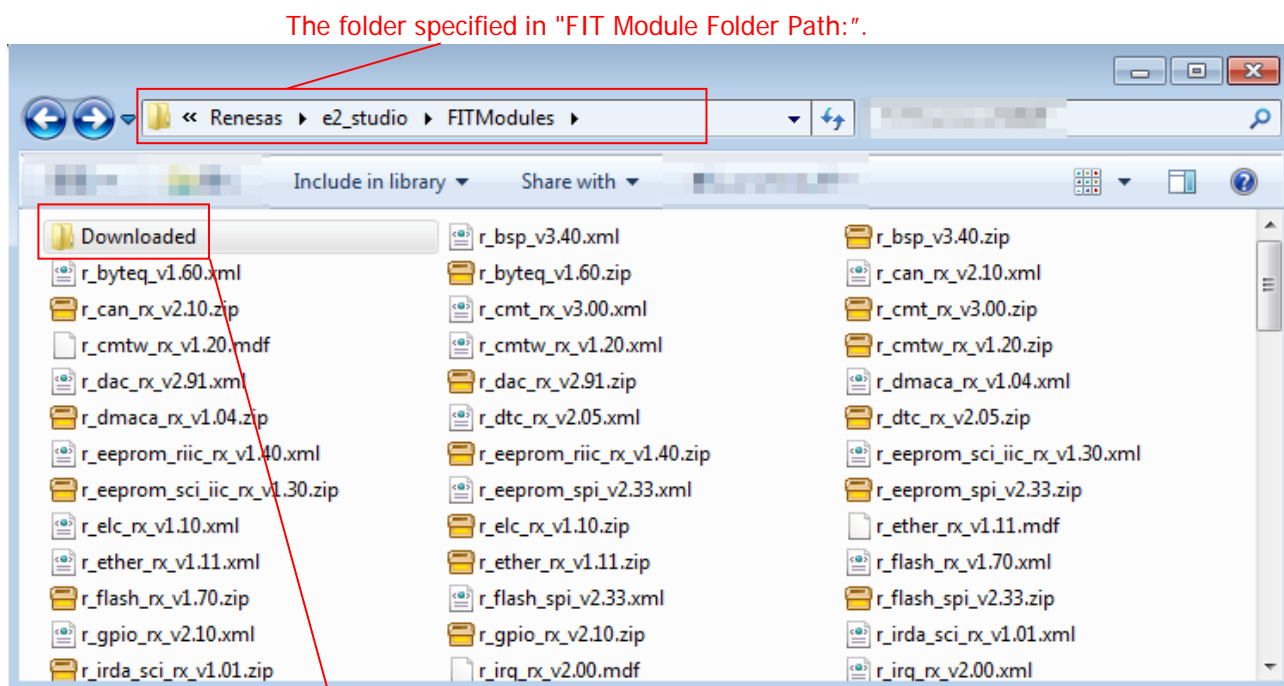 The folder specified in "FIT Module Folder Path:”.
« Renesas ▸ e2_studio ▸ FITModules ▸
Include in library ▾ Share with ▾
Downloaded r_bsp_v3.40.xml r_bsp_v3.40.zip
r_byteq_v1.60.xml r_byteq_v1.60.zip r_can_rx_v2.10.xml
r_can_rx_v2.10.zip r_cmt_rx_v3.00.xml r_cmt_rx_v3.00.zip
r_cmtw_rx_v1.20.mdf r_cmtw_rx_v1.20.xml r_cmtw_rx_v1.20.zip
r_dac_rx_v2.91.xml r_dac_rx_v2.91.zip r_dmaca_rx_v1.04.xml
r_dmaca_rx_v1.04.zip r_dtc_rx_v2.05.xml r_dtc_rx_v2.05.zip
r_eeprom_riic_rx_v1.40.xml r_eeprom_riic_rx_v1.40.zip r_eeprom_sci_iic_rx_v1.30.xml
r_eeprom_sci_iic_rx_v1.30.zip r_eeprom_spi_v2.33.xml r_eeprom_spi_v2.33.zip
r_elc_rx_v1.10.xml r_elc_rx_v1.10.zip r_ether_rx_v1.11.mdf
r_ether_rx_v1.11.xml r_ether_rx_v1.11.zip r_flash_rx_v1.70.xml
r_flash_rx_v1.70.zip r_flash_spi_v2.33.xml r_flash_spi_v2.33.zip
r_gpio_rx_v2.10.xml r_gpio_rx_v2.10.zip r_irda_sci_rx_v1.01.xml
r_irda_sci_rx_v1.01.zip r_irq_rx_v2.00.mdf r_irq_rx_v2.00.xml